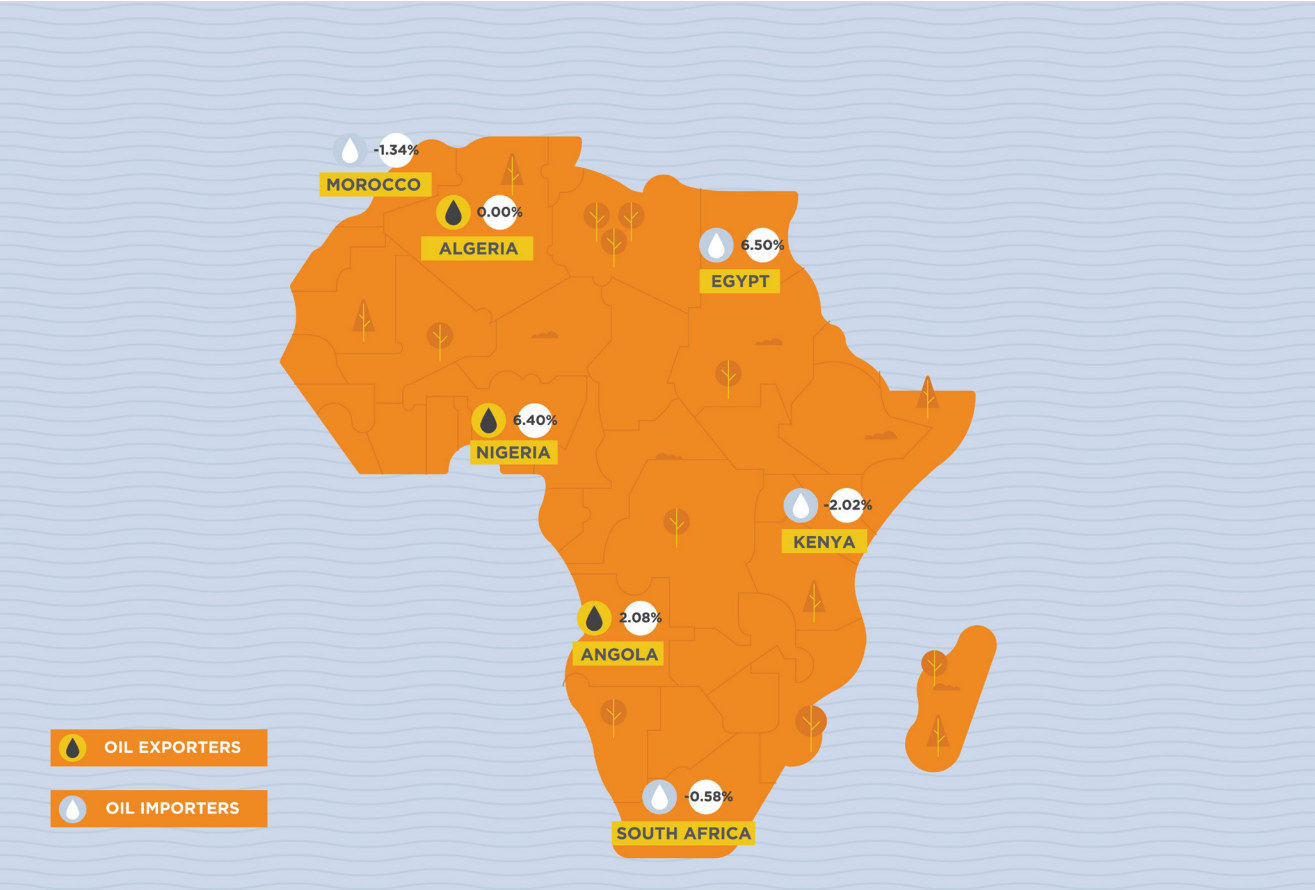 -1.34%
MOROCCO
0.00%
ALGERIA
6.50%
EGYPT
6.40%
NIGERIA
-2.02%
KENYA
2.08%
ANGOLA
OIL EXPORTERS
OIL IMPORTERS
-0.58%
SOUTH AFRICA